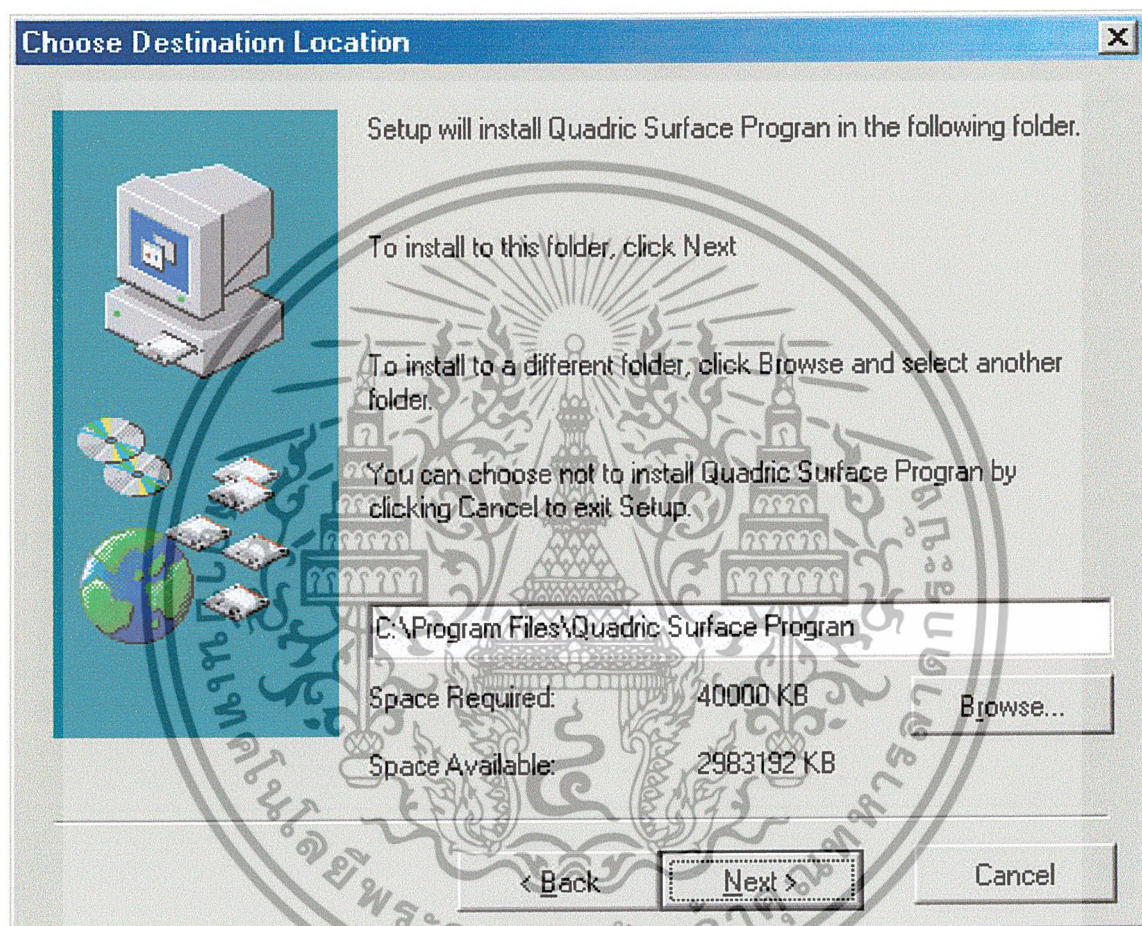 Choose Destination Location
Setup will install Quadric Surface Progran in the following folder.
To install to this folder, click Next
To install to a different folder, click Browse and select another
folder.
You can choose not to install Quadric Surface Progran by
clicking Cancel to exit Setup.
C:\Program Files\Quadric Surface Progran
Space Required: 40000 KB
Browse...
Space Available: 2983192 KB
< Back
Next >
Cancel